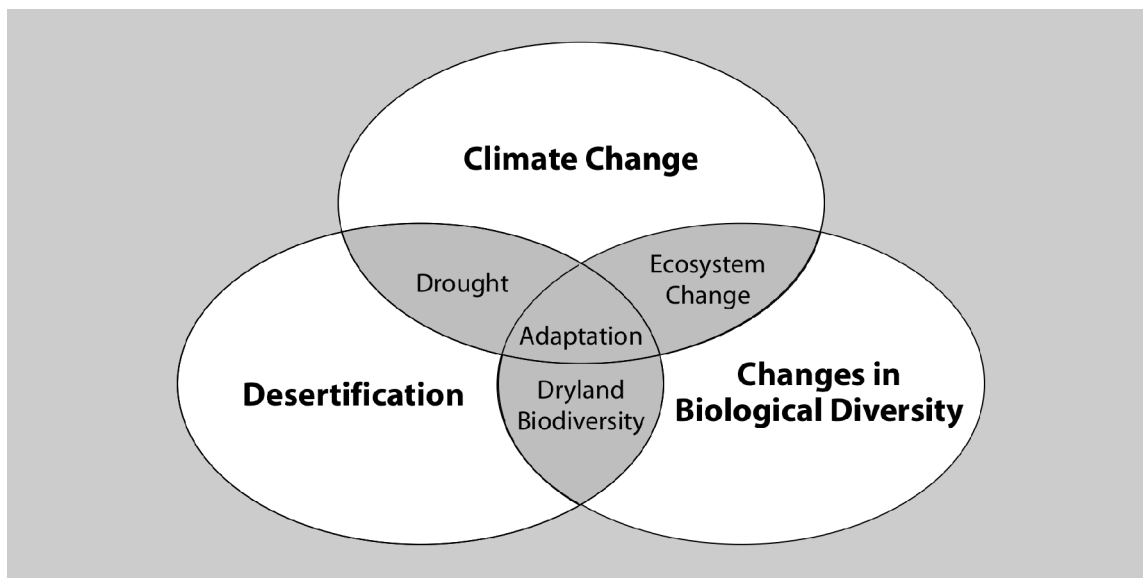 Climate Change
Drought
Ecosystem
Change
Adaptation
Desertification
Dryland
Biodiversity
Changes in
Biological Diversity